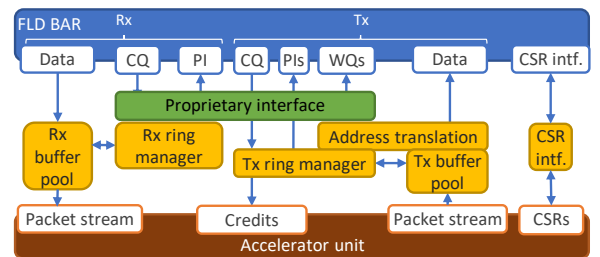 Rx Tx
FLD BAR
Data CQ PI CQ PIs WQs Data CSR intf.
Proprietary interface
Rx
buffer
pool
Rx ring
manager
Address translation
Tx ring manager
Tx buffer
pool
CSR
intf.
Packet stream Credits Packet stream CSRs
Accelerator unit